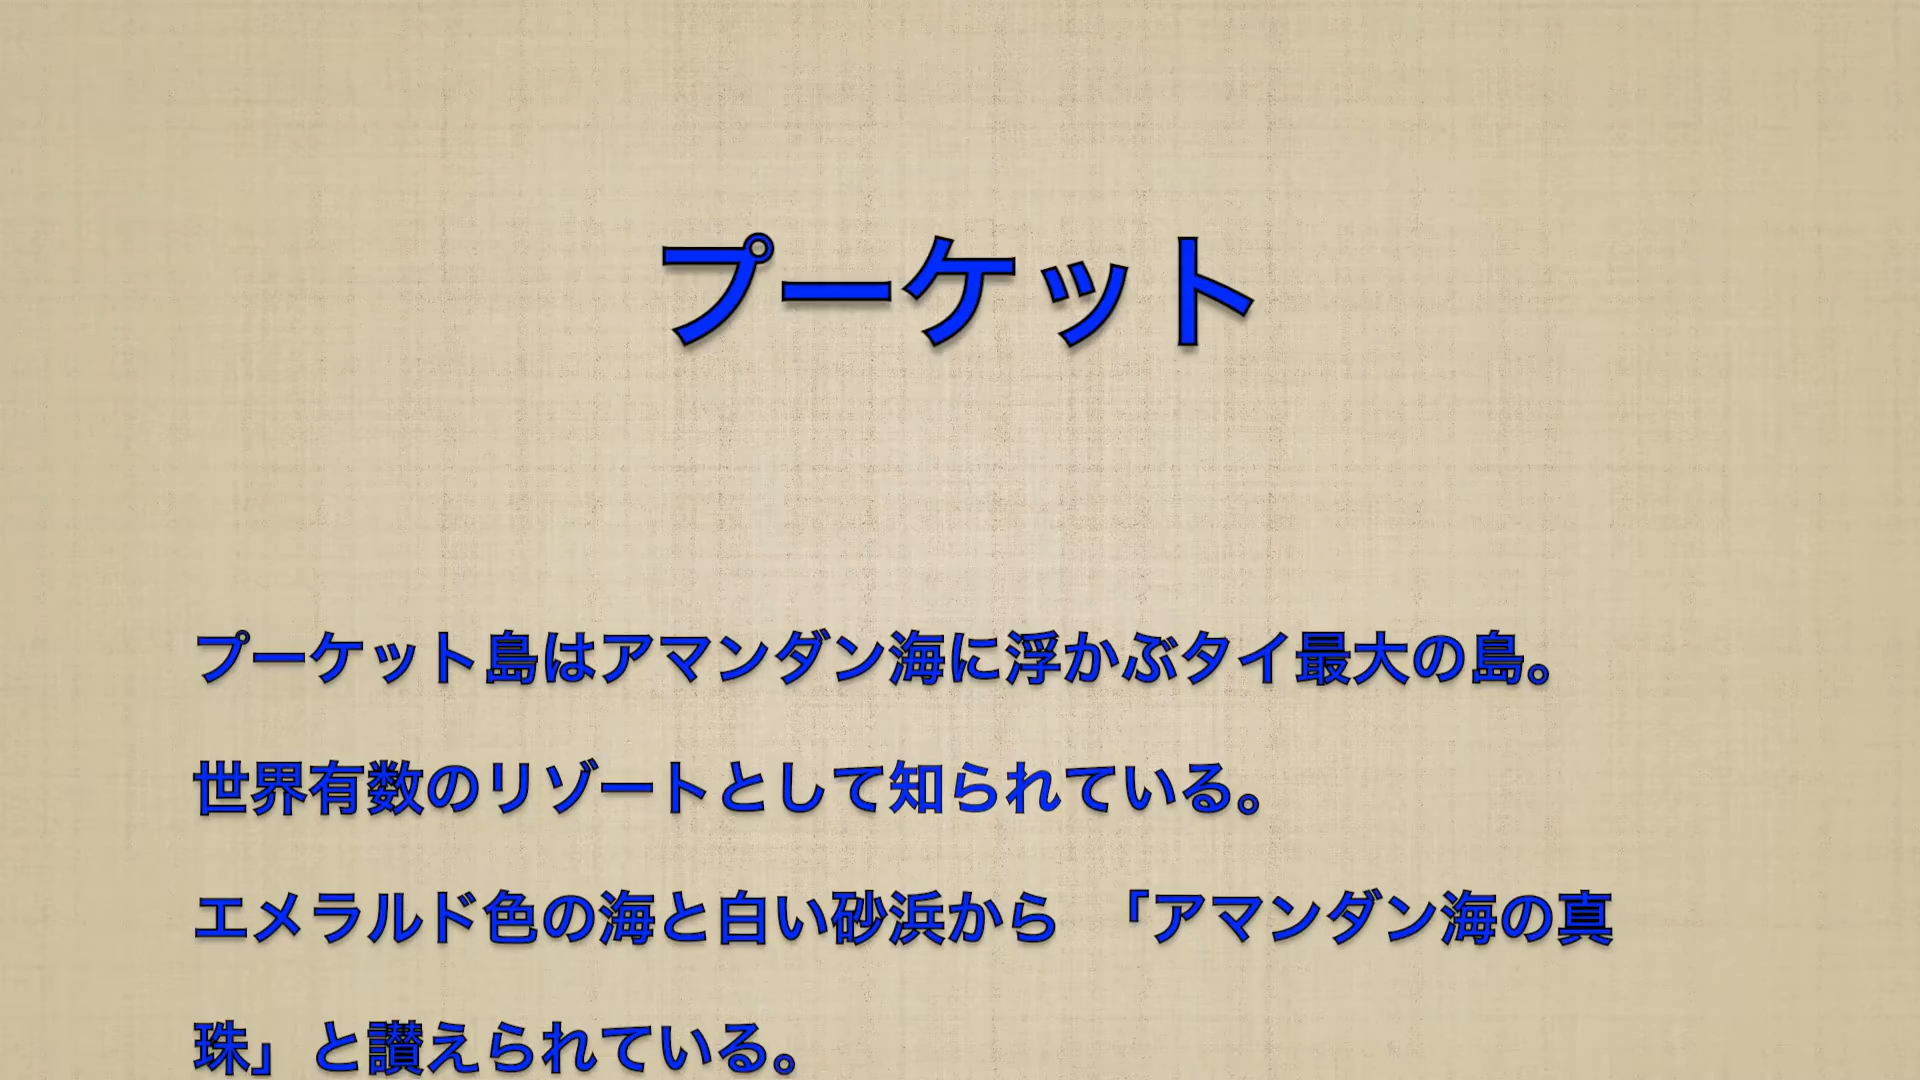 プーケット
プーケット島はアマンダン海に浮かぶタイ最大の島。
世界有数のリゾートとして知られている。
エメラルド色の海と白い砂浜から　「アマンダン海の真
珠」と讃えられている。